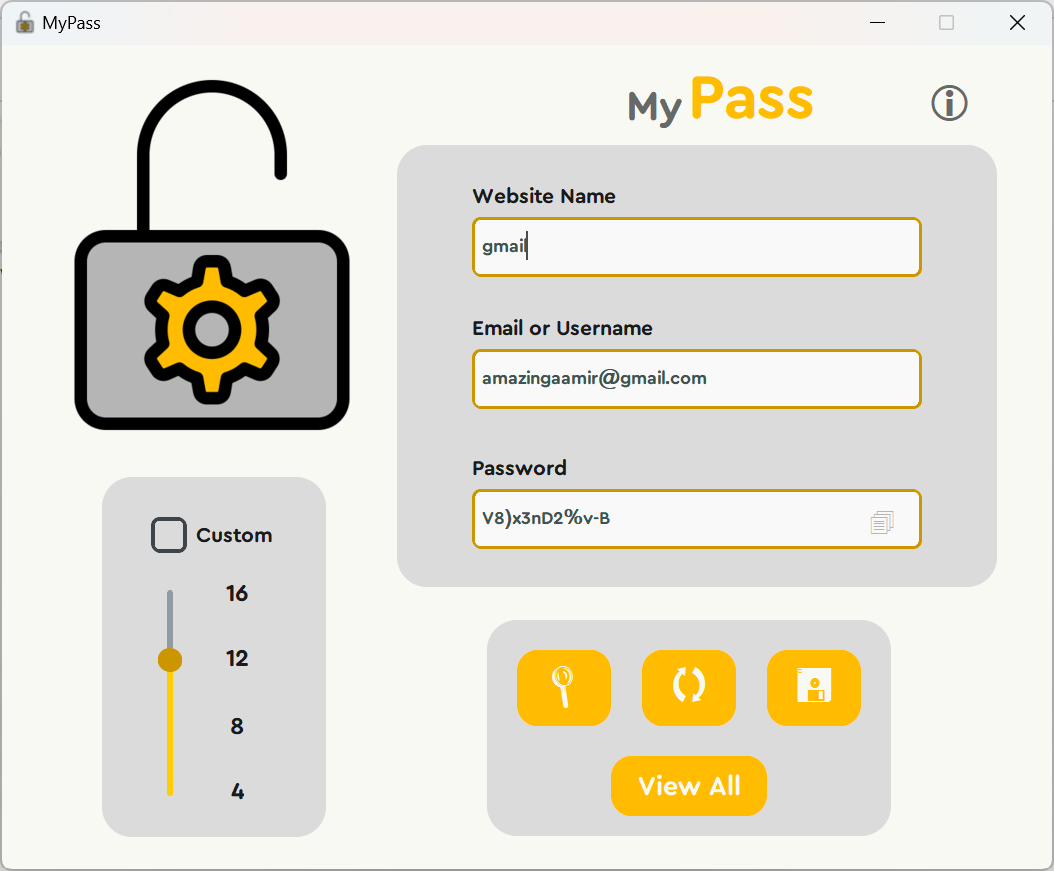 MyPass
My Pass
Website Name
gmail
Email or Username
amazingaamir@gmail.com
Password
V8)x3nD2%v-B
Custom
16
12
8
4
View All